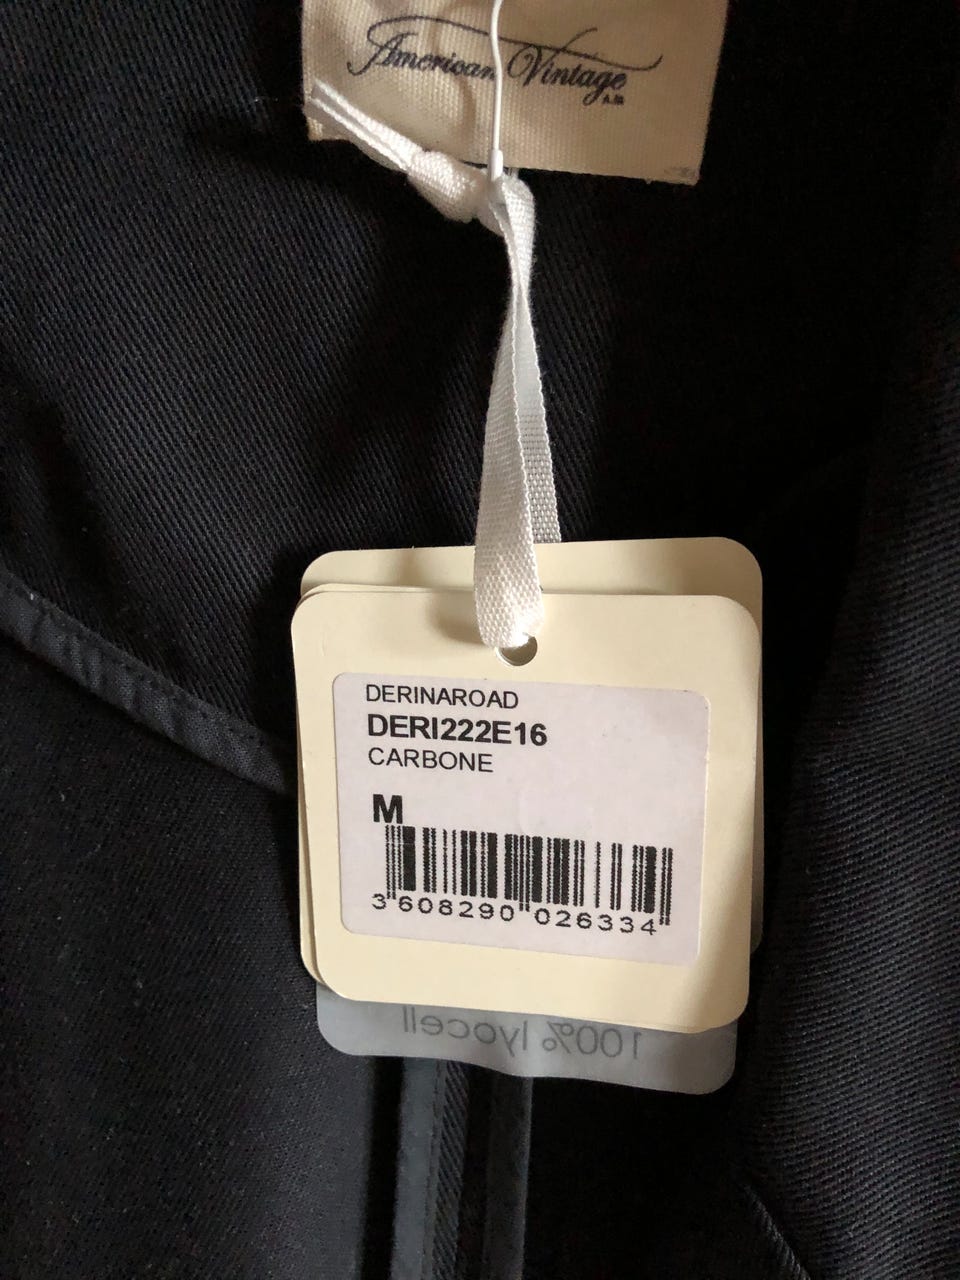 American Vintage
DERINAROAD
DERI222E16
CARBONE
M
3 608290 026334
100% lyocell